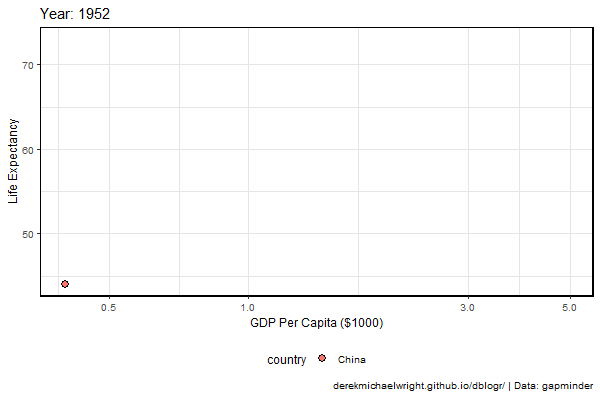 Year: 1952
Life Expectancy
70
60
50
0.5 1.0 3.0 5.0
GDP Per Capita ($1000)
country China
derekmichaelwright.github.io/dblogr/ | Data: gapminder